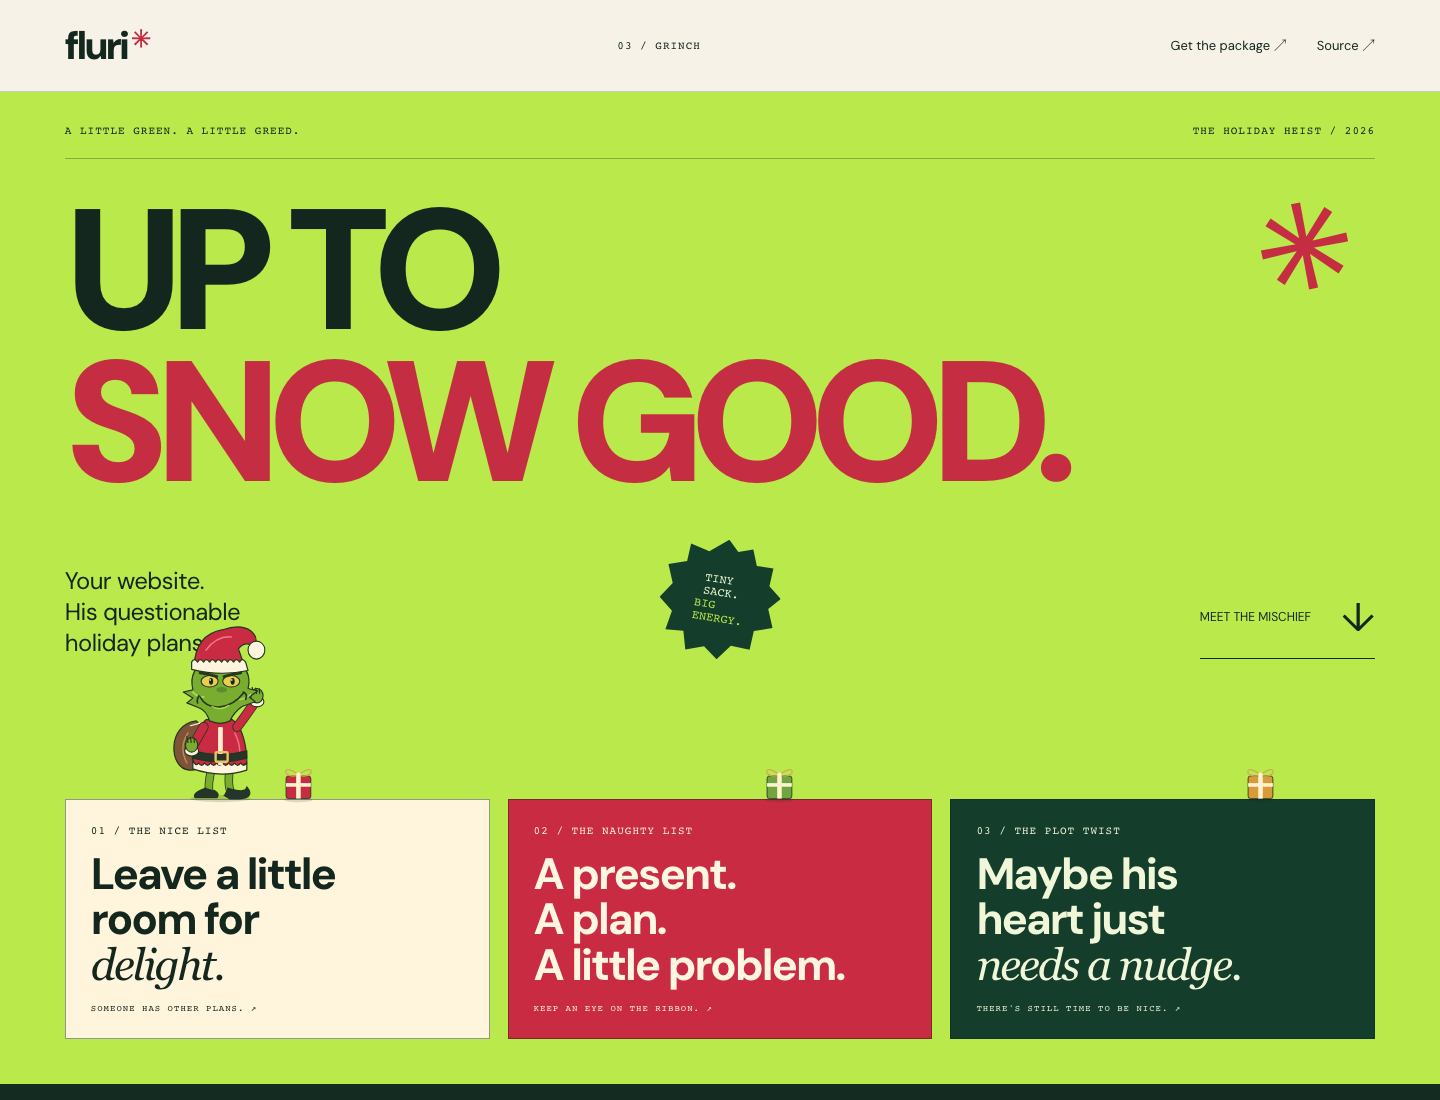 fluri
03 / GRINCH
Get the package ↗
Source ↗
A LITTLE GREEN. A LITTLE GREED.
THE HOLIDAY HEIST / 2026
UP TO
SNOW GOOD.
Your website.
His questionable
holiday plans
TINY
SACK.
BIG
ENERGY.
MEET THE MISCHIEF
01 / THE NICE LIST
Leave a little
room for
delight.
SOMEONE HAS OTHER PLANS. ↗
02 / THE NAUGHTY LIST
A present.
A plan.
A little problem.
KEEP AN EYE ON THE RIBBON. ↗
03 / THE PLOT TWIST
Maybe his
heart just
needs a nudge.
THERE'S STILL TIME TO BE NICE. ↗